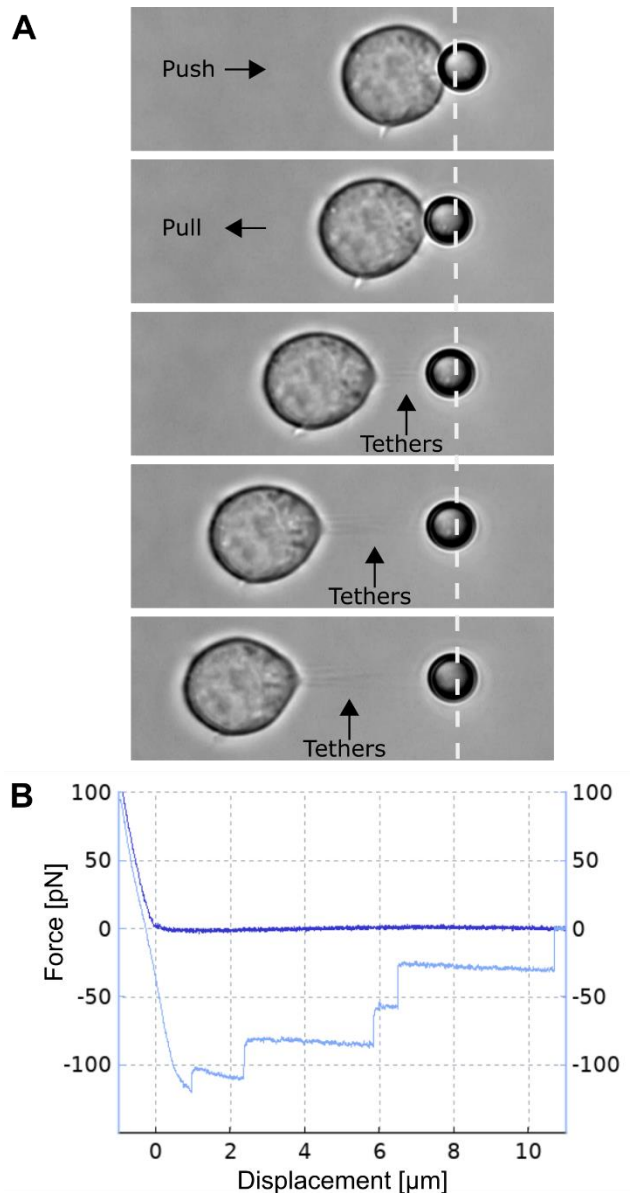 A
Push
Pull
Tethers
Tethers
Tethers
B
Force [pN]
100
50
0
-50
-100
100
50
0
-50
-100
0 2 4 6 8 10
Displacement [µm]